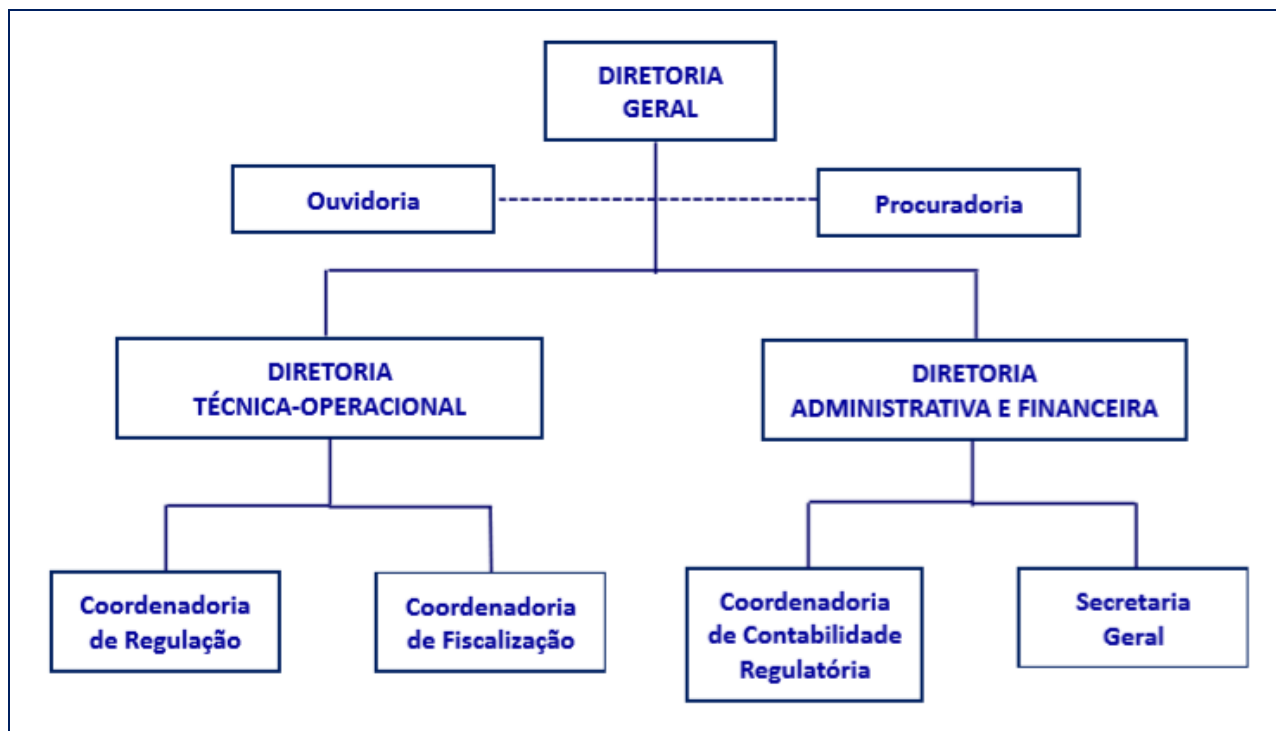 DIRETORIA
GERAL
Ouvidoria
Procuradoria
DIRETORIA
TÉCNICA-OPERACIONAL
DIRETORIA
ADMINISTRATIVA E FINANCEIRA
Coordenadoria
de Regulação
Coordenadoria
de Fiscalização
Coordenadoria
de Contabilidade
Regulatória
Secretaria
Geral